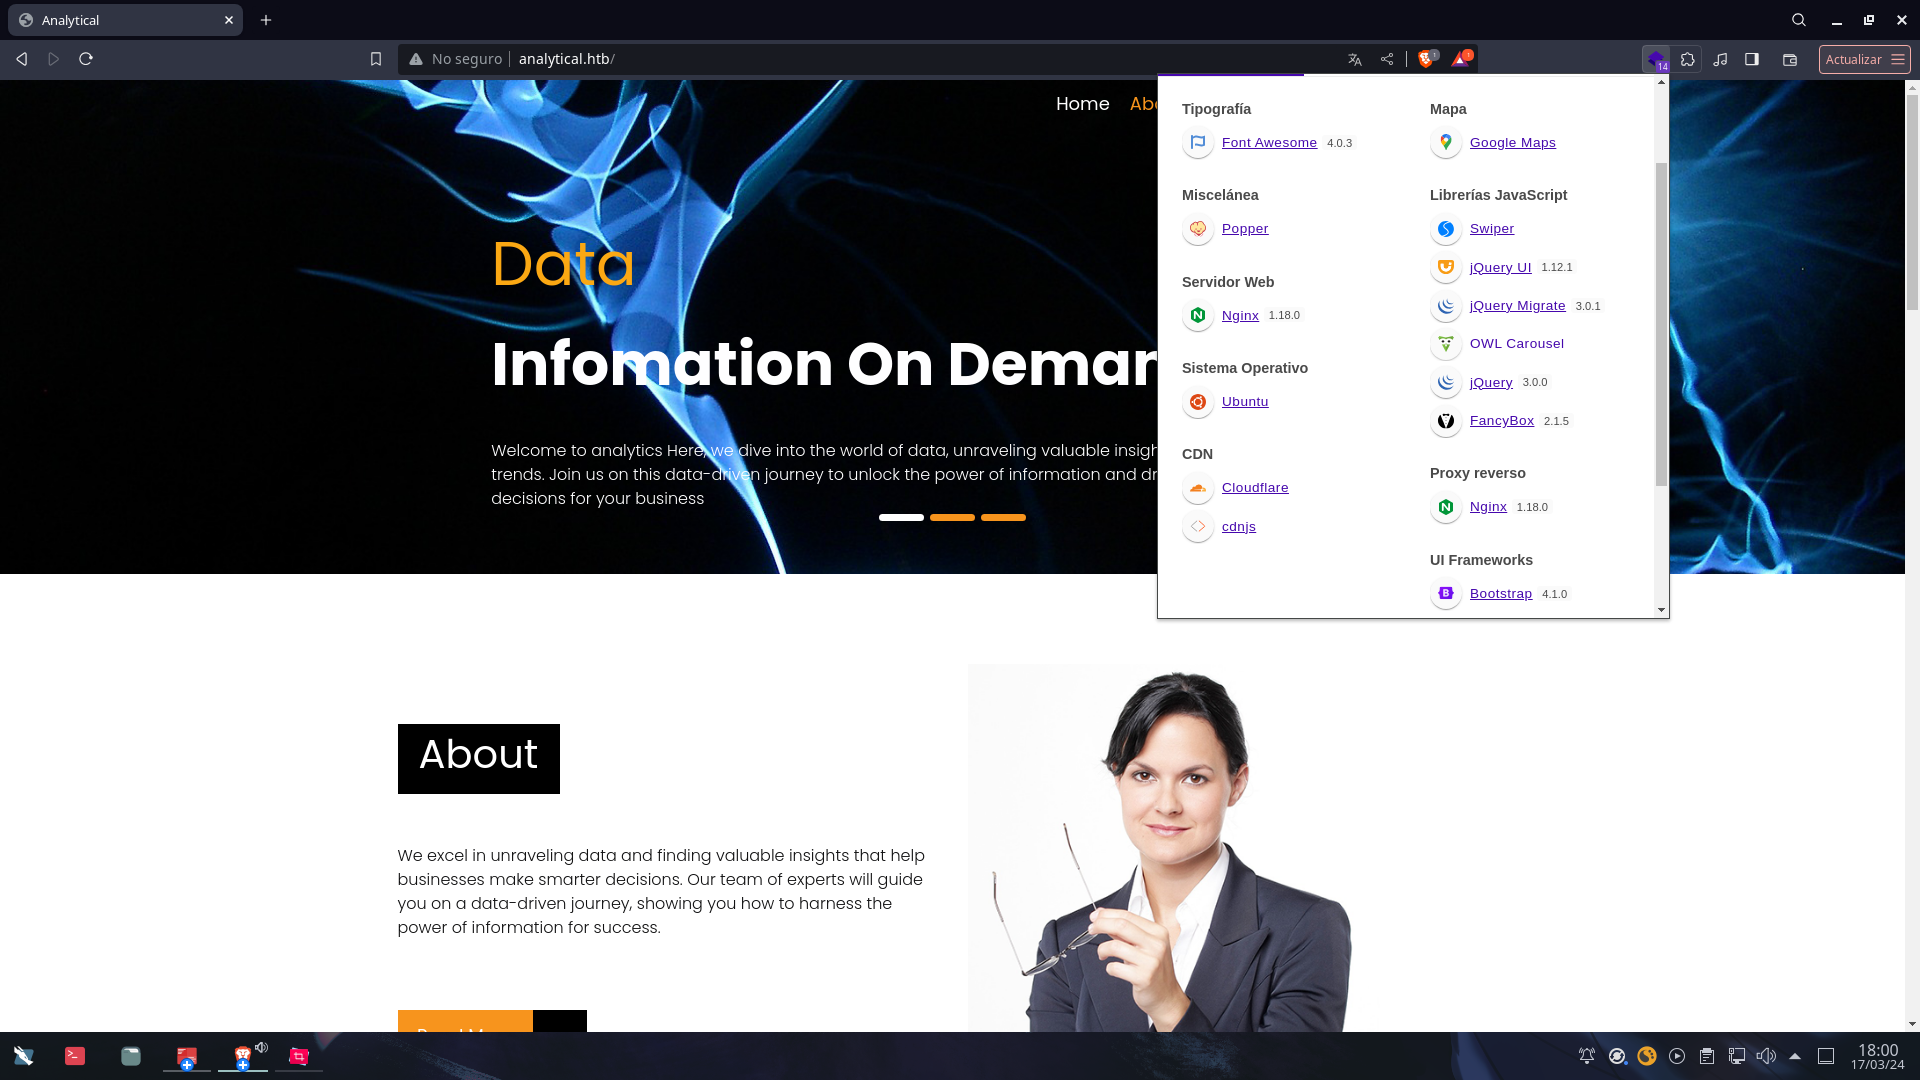 Analytical
No seguro
analytical.htb/
1
1
14
Actualizar
Home
Abo
Data
Infomation On Deman
Welcome to analytics Here, we dive into the world of data, unraveling valuable insigh
trends. Join us on this data-driven journey to unlock the power of information and dr
decisions for your business
Tipografía
Font Awesome 4.0.3
Miscelánea
Popper
Servidor Web
Nginx 1.18.0
Sistema Operativo
Ubuntu
CDN
Cloudflare
cdnjs
Mapa
Google Maps
Librerías JavaScript
Swiper
jQuery UI 1.12.1
jQuery Migrate 3.0.1
OWL Carousel
jQuery 3.0.0
FancyBox 2.1.5
Proxy reverso
Nginx 1.18.0
UI Frameworks
Bootstrap 4.1.0
About
We excel in unraveling data and finding valuable insights that help
businesses make smarter decisions. Our team of experts will guide
you on a data-driven journey, showing you how to harness the
power of information for success.
18:00
17/03/24